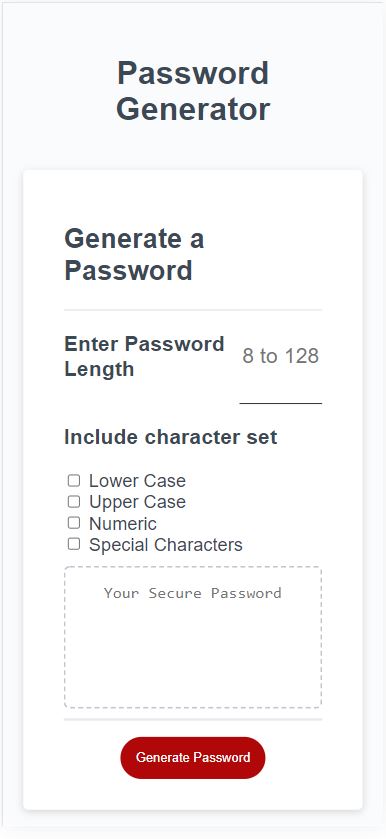 Password
Generator
Generate a
Password
Enter Password
Length
8 to 128
Include character set
Lower Case
Upper Case
Numeric
Special Characters
Your Secure Password
Generate Password